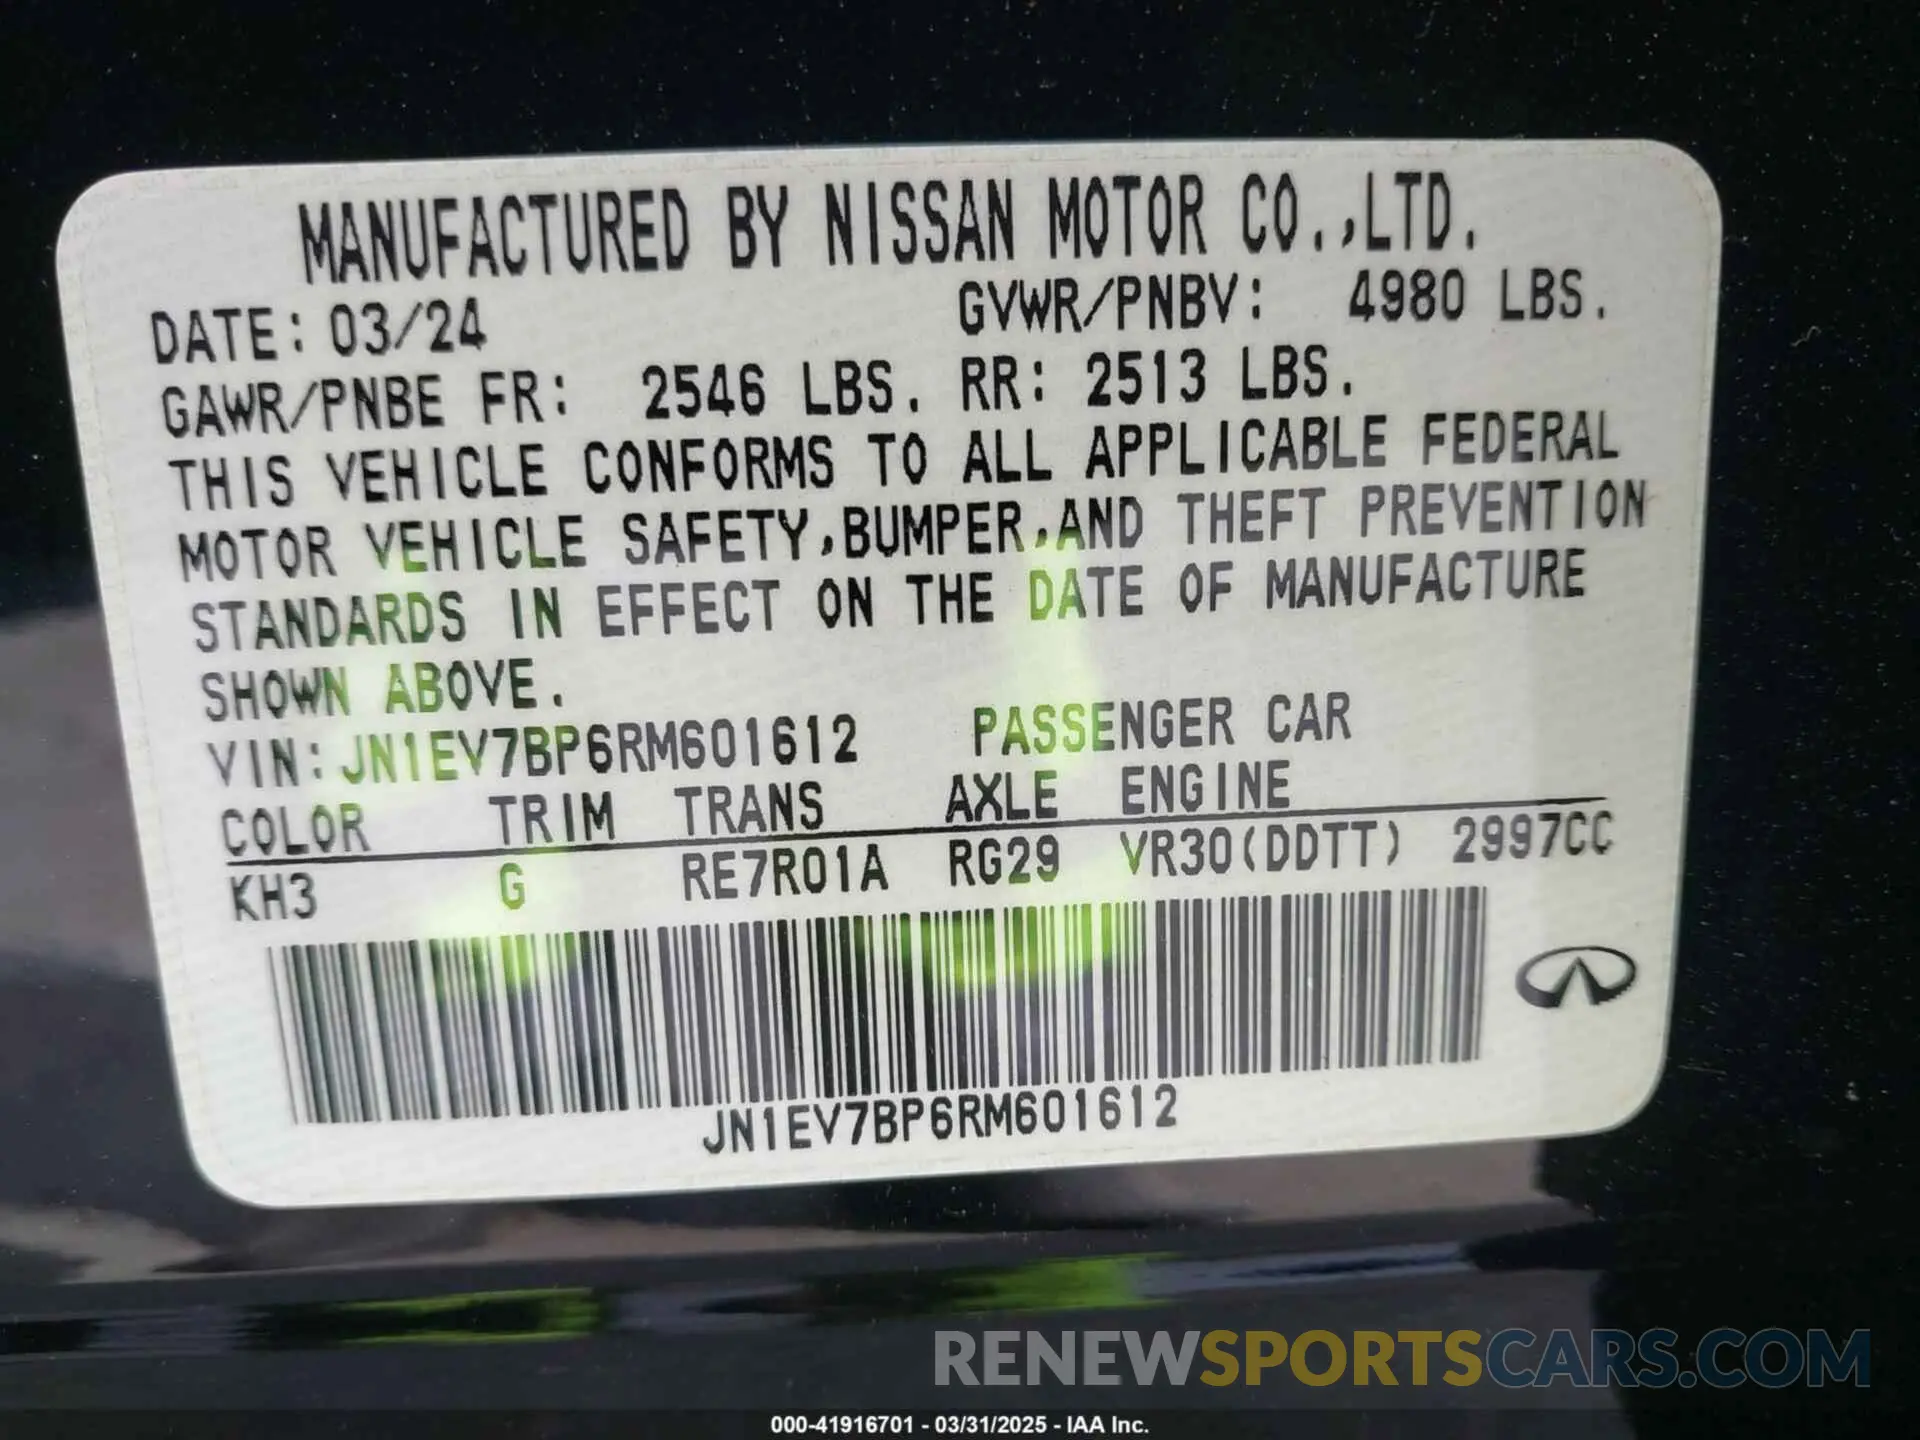 MANUFACTURED BY NISSAN MOTOR CO.,LTD.
DATE: 03/24 GVWR/PNBV: 4980 LBS.
GAWR/PNBE FR: 2546 LBS. RR: 2513 LBS.
THIS VEHICLE CONFORMS TO ALL APPLICABLE FEDERAL
MOTOR VEHICLE SAFETY,BUMPER,AND THEFT PREVENTION
STANDARDS IN EFFECT ON THE DATE OF MANUFACTURE
SHOWN ABOVE.
VIN: JN1EV7BP6RM601612 PASSENGER CAR
COLOR TRIM TRANS AXLE ENGINE
KH3 G RE7R01A RG29 VR30(DDTT) 2997CC
JN1EV7BP6RM601612
RENEWSPORTSCARS.COM
000-41916701 - 03/31/2025 - IAA Inc.